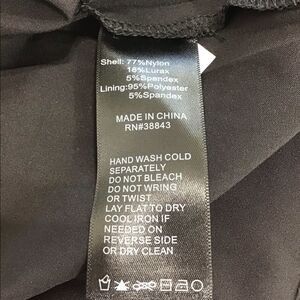 Shell: 77%Nylon
18%Lurex
5%Spandex
Lining:95%Polyester
5%Spandex
MADE IN CHINA
RN#38843
HAND WASH COLD
SEPARATELY
DO NOT BLEACH
DO NOT WRING
OR TWIST
LAY FLAT TO DRY
COOL IRON IF
NEEDED ON
REVERSE SIDE
OR DRY CLEAN